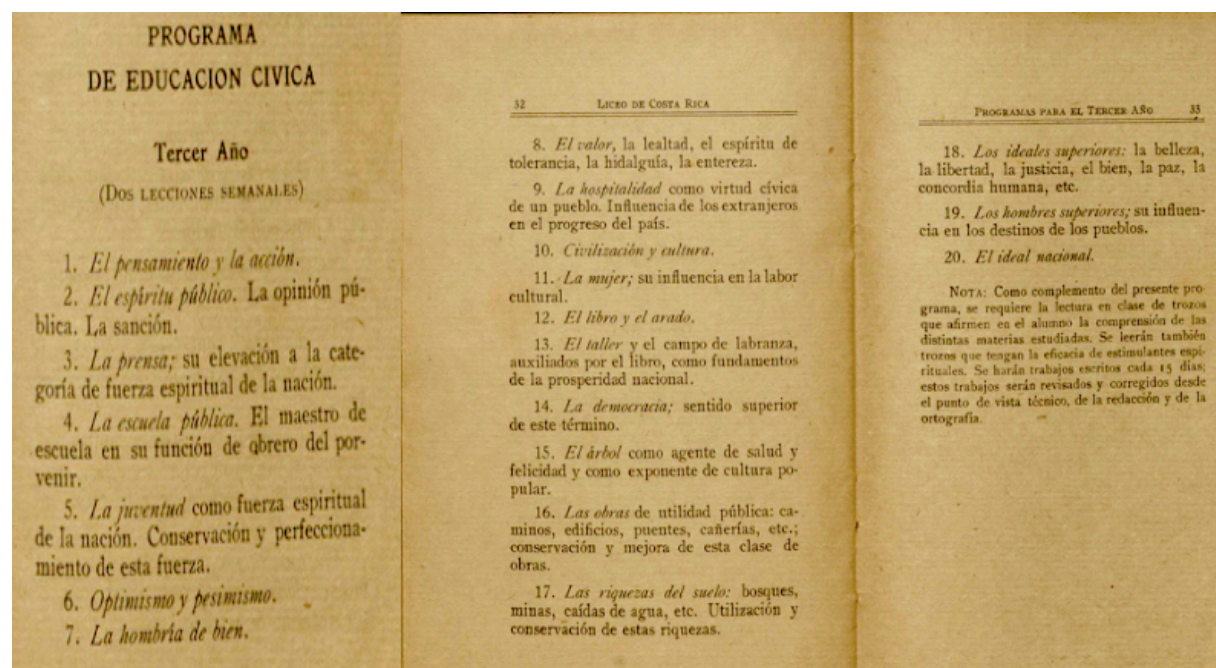 PROGRAMA
DE EDUCACION CIVICA
Tercer Año
(DOS LECCIONES SEMANALES)
1. El pensamiento y la acción.
2. El espíritu público. La opinión pú-
blica. La sanción.
3. La prensa; su elevación a la cate-
goría de fuerza espiritual de la nación.
4. La escuela pública. El maestro de
escuela en su función de obrero del por-
venir.
5. La juventud como fuerza espiritual
de la nación. Conservación y perfecciona-
miento de esta fuerza.
6. Optimismo y pesimismo.
7. La hombría de bien.
32 LICEO DE COSTA RICA
8. El valor, la lealtad, el espíritu de
tolerancia, la hidalguía, la entereza.
9. La hospitalidad como virtud cívica
de un pueblo. Influencia de los extranjeros
en el progreso del país.
10. Civilización y cultura.
11. La mujer; su influencia en la labor
cultural.
12. El libro y el arado.
13. El taller y el campo de labranza,
auxiliados por el libro, como fundamentos
de la prosperidad nacional.
14. La democracia; sentido superior
de este término.
15. El árbol como agente de salud y
felicidad y como exponente de cultura po-
pular.
16. Las obras de utilidad pública: ca-
minos, edificios, puentes, cañerías, etc.;
conservación y mejora de esta clase de
obras.
17. Las riquezas del suelo: bosques,
minas, caídas de agua, etc. Utilización y
conservación de estas riquezas.
PROGRAMAS PARA EL TERCER AÑO 33
18. Los ideales superiores: la belleza,
la libertad, la justicia, el bien, la paz, la
concordia humana, etc.
19. Los hombres superiores; su influen-
cia en los destinos de los pueblos.
20. El ideal nacional.
NOTA: Como complemento del presente pro-
grama, se requiere la lectura en clase de trozos
que afirmen en el alumno la comprensión de las
distintas materias estudiadas. Se leerán también
trozos que tengan la eficacia de estimulantes espi-
rituales. Se harán trabajos escritos cada 15 días;
estos trabajos serán revisados y corregidos desde
el punto de vista técnico, de la redacción y de la
ortografía.